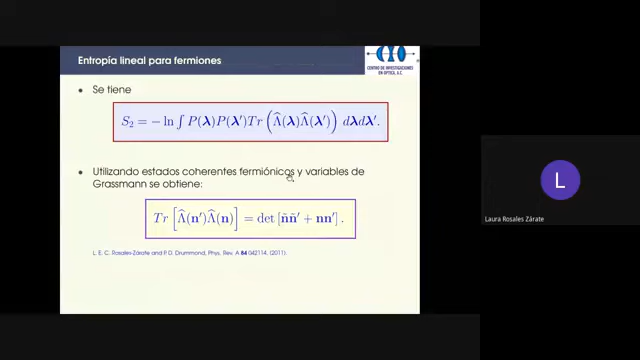 Entropía lineal para fermiones
CENTRO DE INVESTIGACIONES
EN ÓPTICA, A.C.
• Se tiene
S₂ = − ln ∫ P(λ)P(λ′)Tr (Λ̂(λ)Λ̂(λ′)) dλdλ′.
• Utilizando estados coherentes fermiónicos y variables de
Grassmann se obtiene:
Tr [Λ̂(n′)Λ̂(n)] = det [ññ′ + nn′] .
L. E. C. Rosales-Zárate and P. D. Drummond, Phys. Rev. A 84 042114, (2011).
L
Laura Rosales Zárate